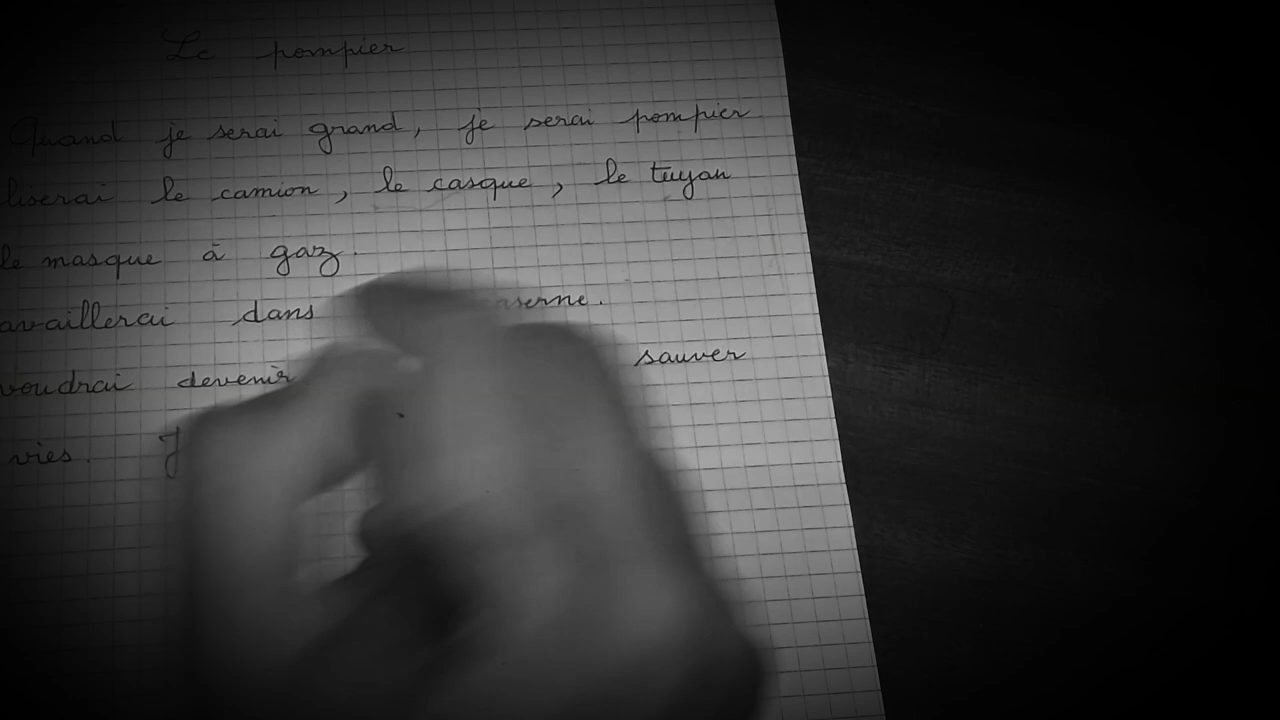 Le pompier
Quand je serai grand, je serai pompier
liserai le camion, le casque, le tuyau
le masque à gaz.
availlerai dans aserne.
voudrai devenir sauver
vies. J